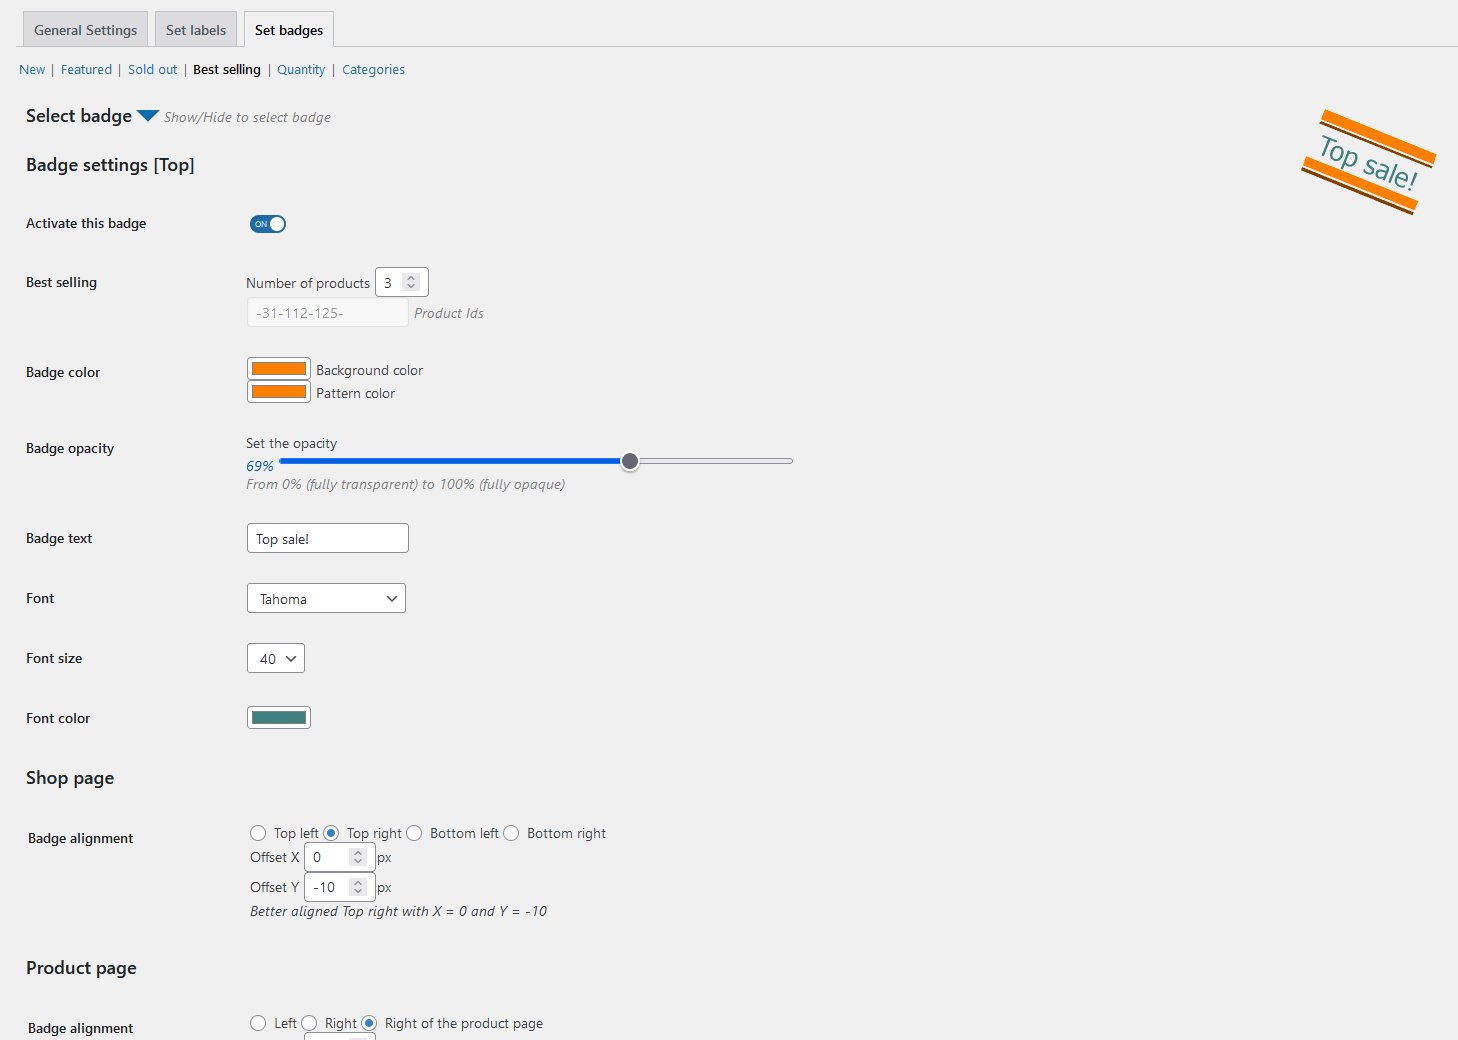 General Settings Set labels Set badges
New | Featured | Sold out | Best selling | Quantity | Categories
Select badge Show/Hide to select badge
Top sale!
Badge settings [Top]
Activate this badge ON
Best selling Number of products 3
-31-112-125- Product Ids
Badge color Background color
Pattern color
Badge opacity Set the opacity
69%
From 0% (fully transparent) to 100% (fully opaque)
Badge text Top sale!
Font Tahoma
Font size 40
Font color
Shop page
Badge alignment Top left Top right Bottom left Bottom right
Offset X 0 px
Offset Y -10 px
Better aligned Top right with X = 0 and Y = -10
Product page
Badge alignment Left Right Right of the product page